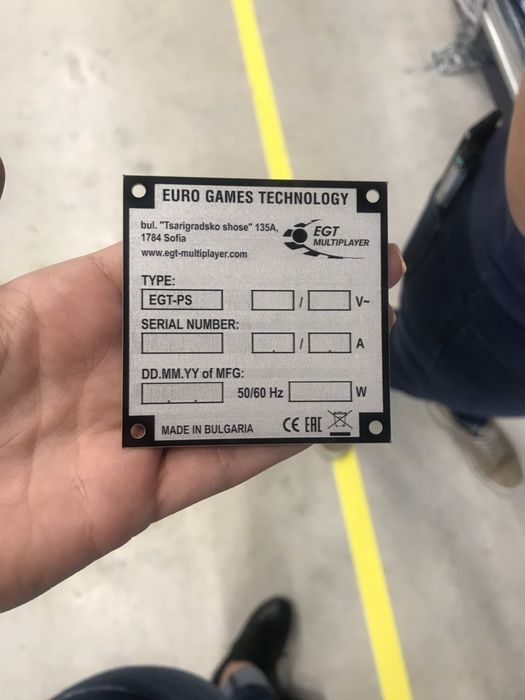 EURO GAMES TECHNOLOGY
bul. "Tsarigradsko shose" 135A,
1784 Sofia
www.egt-multiplayer.com
EGT
MULTIPLAYER
TYPE:
EGT-PS / V~
SERIAL NUMBER:
. / . A
DD.MM.YY of MFG:
. . 50/60 Hz W
MADE IN BULGARIA CE EAC